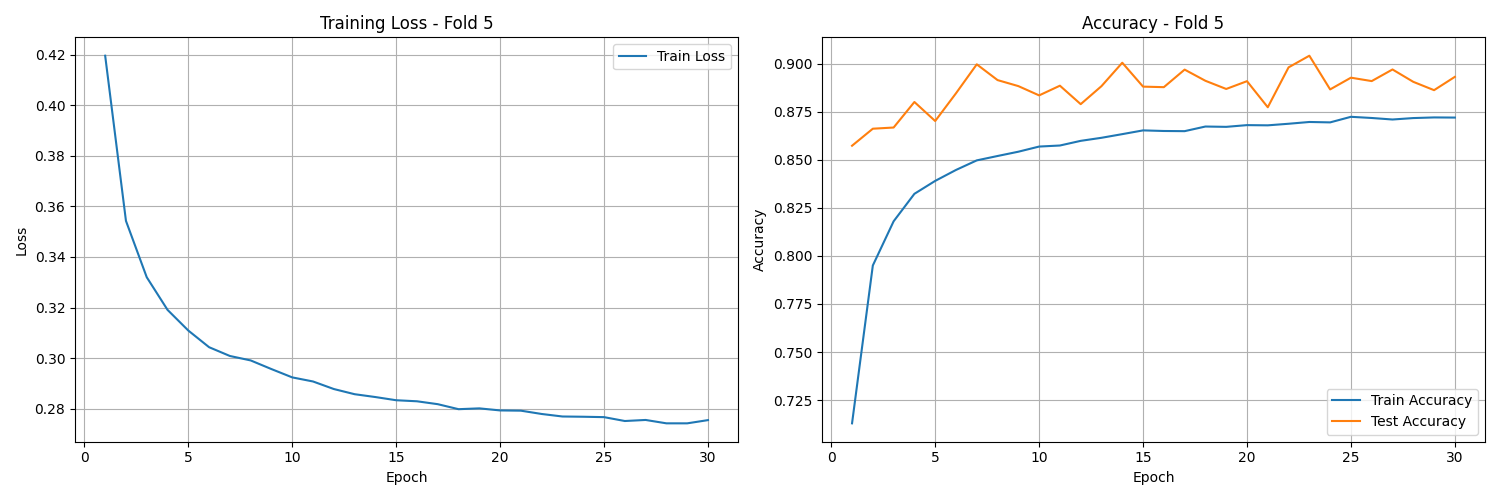 Training Loss - Fold 5
Loss
0.42
0.40
0.38
0.36
0.34
0.32
0.30
0.28
Train Loss
0 5 10 15 20 25 30
Epoch
Accuracy - Fold 5
Accuracy
0.900
0.875
0.850
0.825
0.800
0.775
0.750
0.725
Train Accuracy
Test Accuracy
0 5 10 15 20 25 30
Epoch